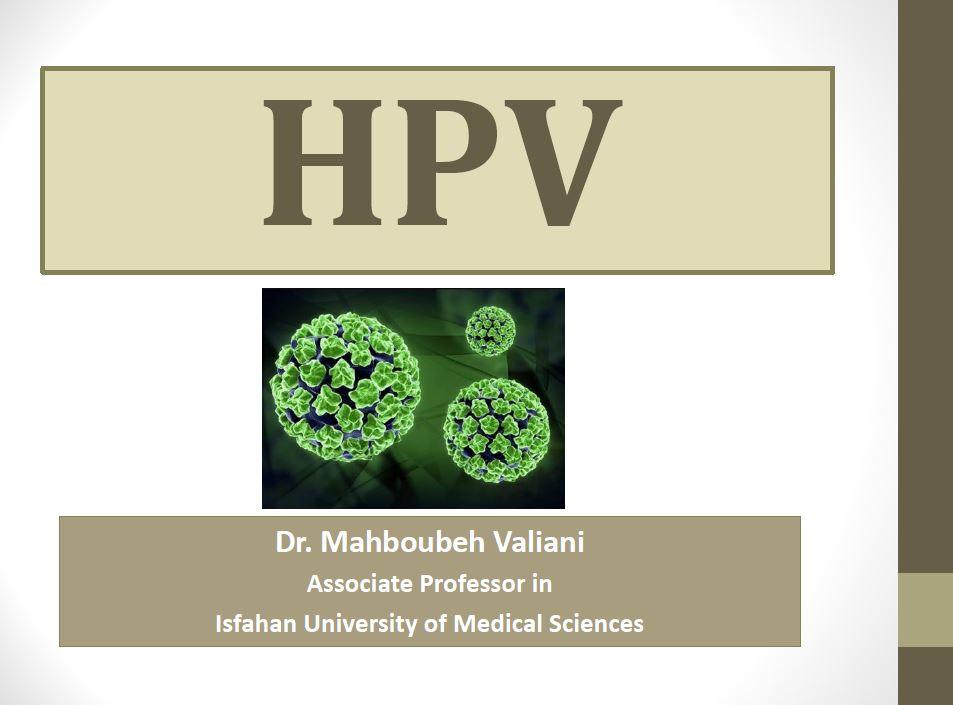 HPV
Dr. Mahboubeh Valiani
Associate Professor in
Isfahan University of Medical Sciences